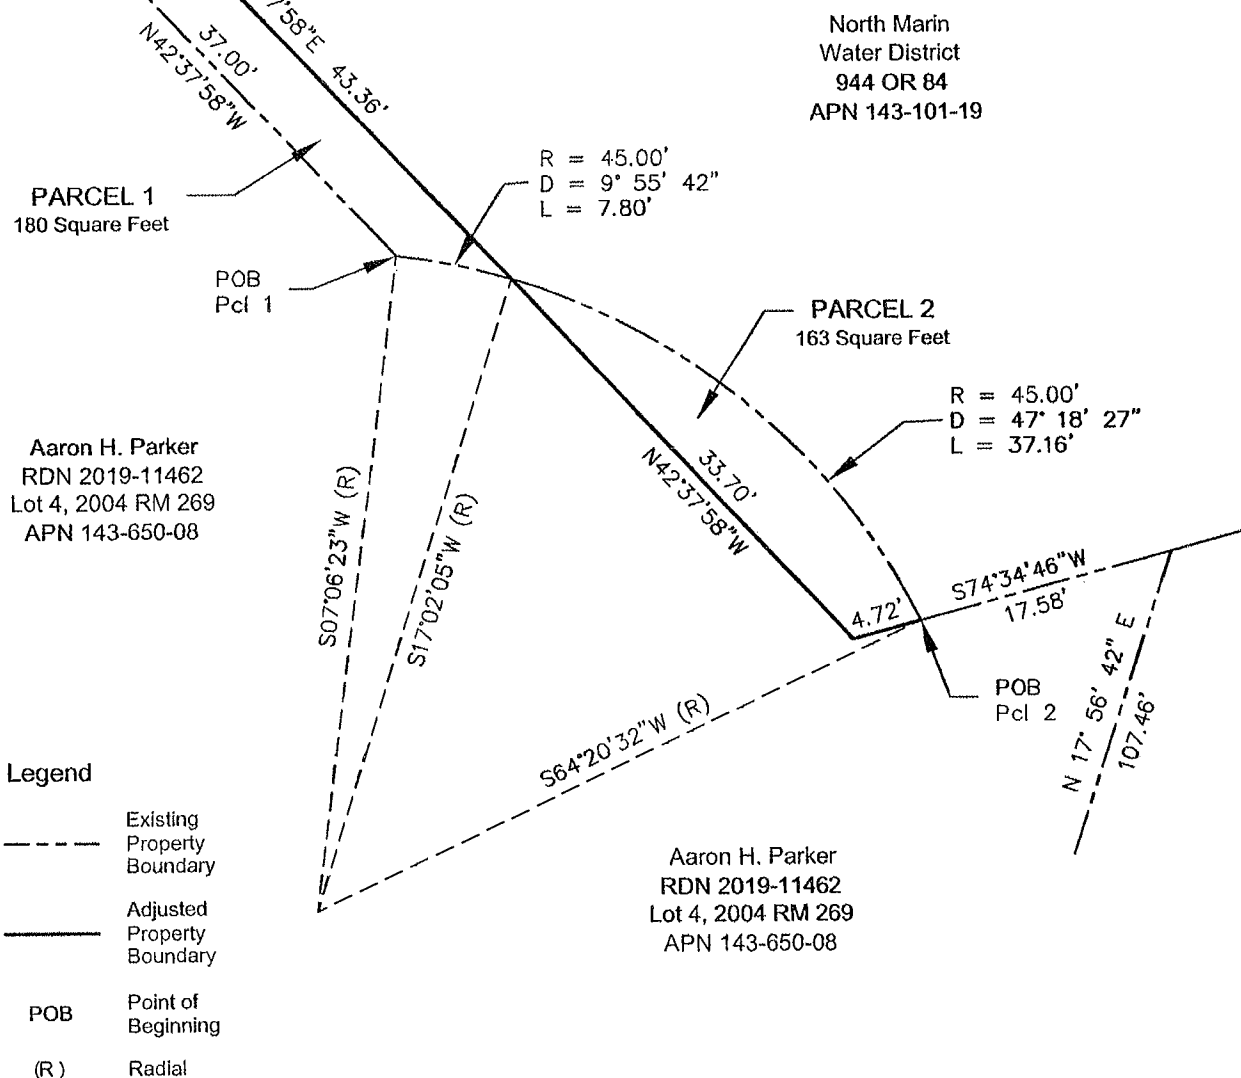 7'58"E
43.36'
37.00'
N42°37'58"W
North Marin
Water District
944 OR 84
APN 143-101-19
R = 45.00'
D = 9° 55' 42"
L = 7.80'
PARCEL 1
180 Square Feet
POB
Pcl 1
PARCEL 2
163 Square Feet
R = 45.00'
D = 47° 18' 27"
L = 37.16'
Aaron H. Parker
RDN 2019-11462
Lot 4, 2004 RM 269
APN 143-650-08
S07°06'23"W (R)
S17°02'05"W (R)
33.70'
N42°37'58"W
4.72'
S74°34'46"W
17.58'
S64°20'32"W (R)
POB
Pcl 2
N 17° 56' 42" E
107.46'
Aaron H. Parker
RDN 2019-11462
Lot 4, 2004 RM 269
APN 143-650-08
Legend
Existing
Property
Boundary
Adjusted
Property
Boundary
POB
Point of
Beginning
(R)
Radial